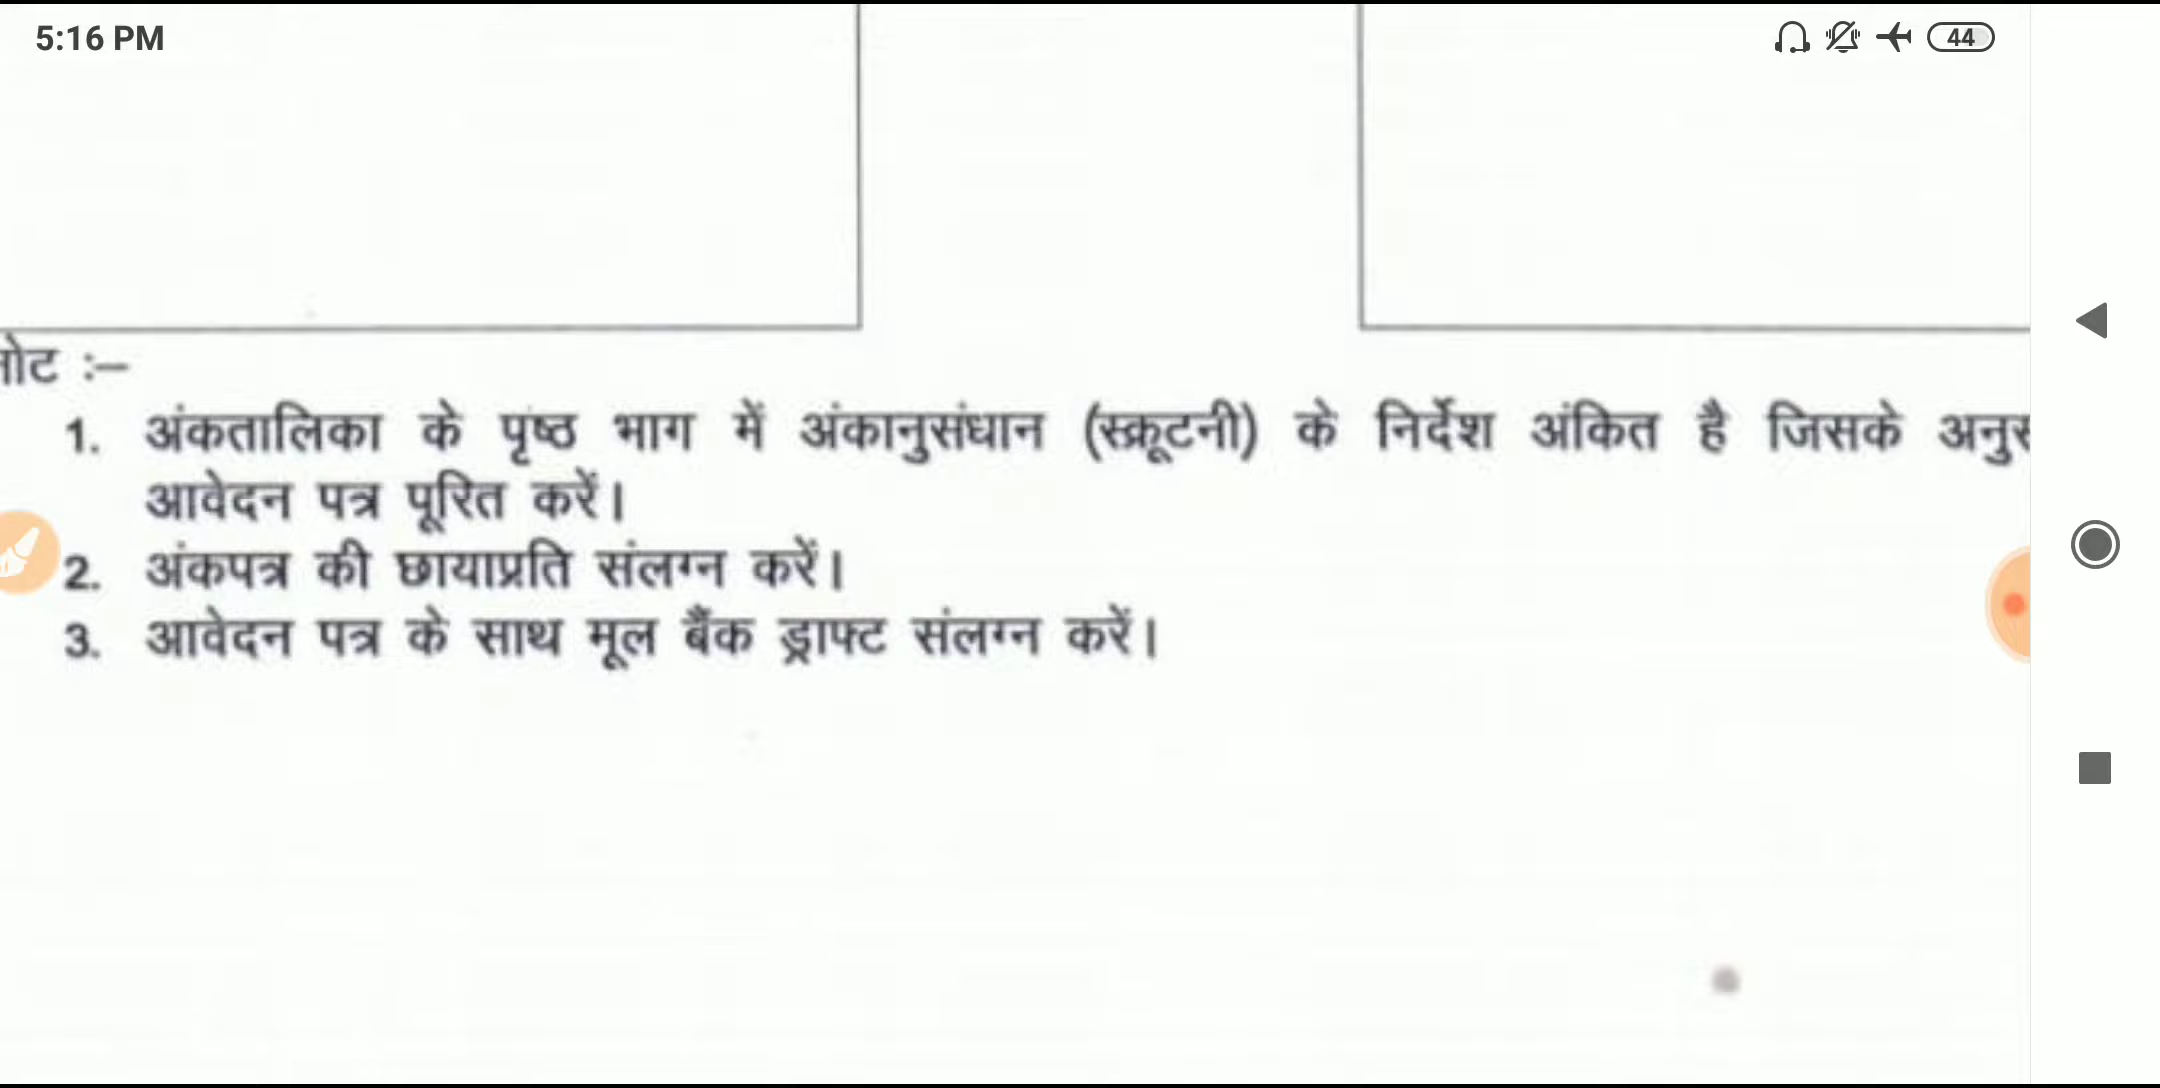 5:16 PM
44
नोट :–
1. अंकतालिका के पृष्ठ भाग में अंकानुसंधान (स्क्रूटनी) के निर्देश अंकित है जिसके
आवेदन पत्र पूरित करें।
2. अंकपत्र की छायाप्रति संलग्न करें।
3. आवेदन पत्र के साथ मूल बैंक ड्राफ्ट संलग्न करें।